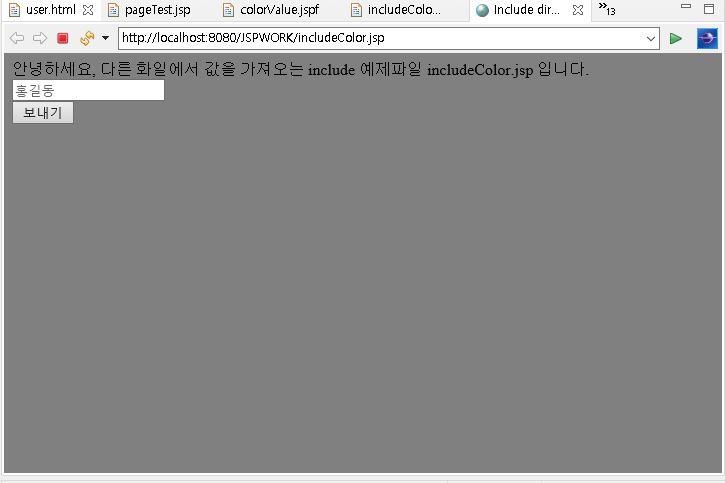 user.html pageTest.jsp colorValue.jspf includeColo... Include dir... »13
http://localhost:8080/JSPWORK/includeColor.jsp
안녕하세요, 다른 화일에서 값을 가져오는 include 예제파일 includeColor.jsp 입니다.
홍길동
보내기